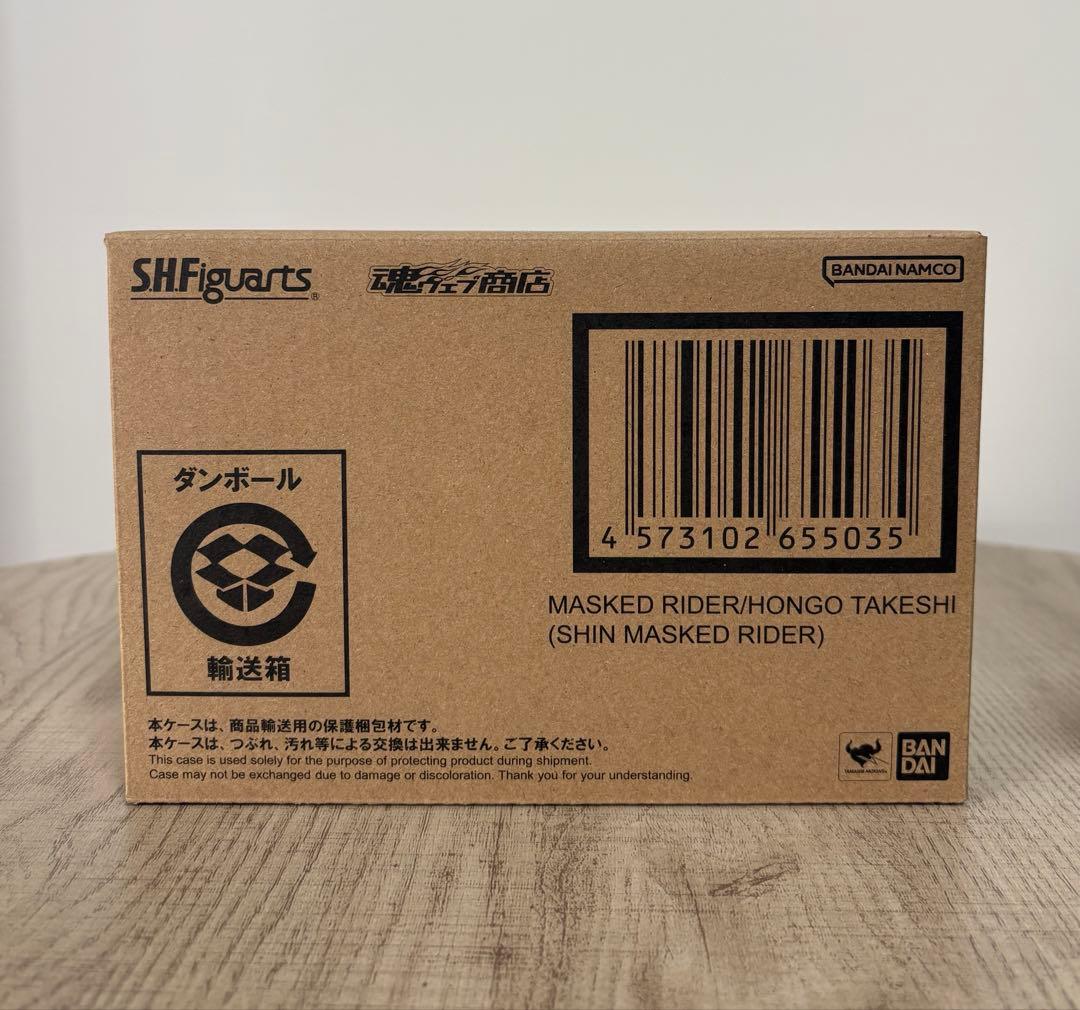 S.H.Figuarts®
魂ウェブ商店
BANDAI NAMCO
4 573102 655035
MASKED RIDER/HONGO TAKESHI
(SHIN MASKED RIDER)
ダンボール
輸送箱
本ケースは、商品輸送用の保護梱包材です。
本ケースは、つぶれ、汚れ等による交換は出来ません。ご了承ください。
This case is used solely for the purpose of protecting product during shipment.
Case may not be exchanged due to damage or discoloration. Thank you for your understanding.
TAMASHII NATIONS
BAN
DAI